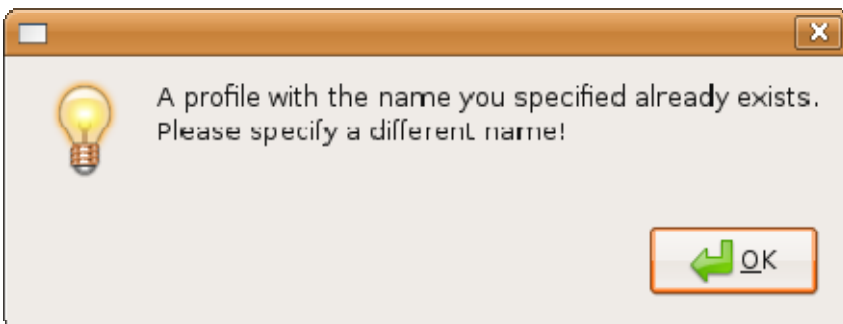 A profile with the name you specified already exists.
Please specify a different name!
OK